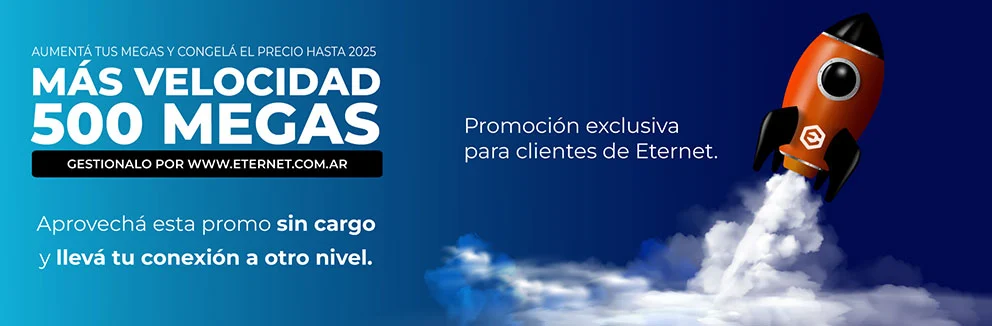 AUMENTÁ TUS MEGAS Y CONGELÁ EL PRECIO HASTA 2025
MÁS VELOCIDAD
500 MEGAS
GESTIONALO POR WWW.ETERNET.COM.AR
Aprovechá esta promo sin cargo
y llevá tu conexión a otro nivel.
Promoción exclusiva
para clientes de Eternet.